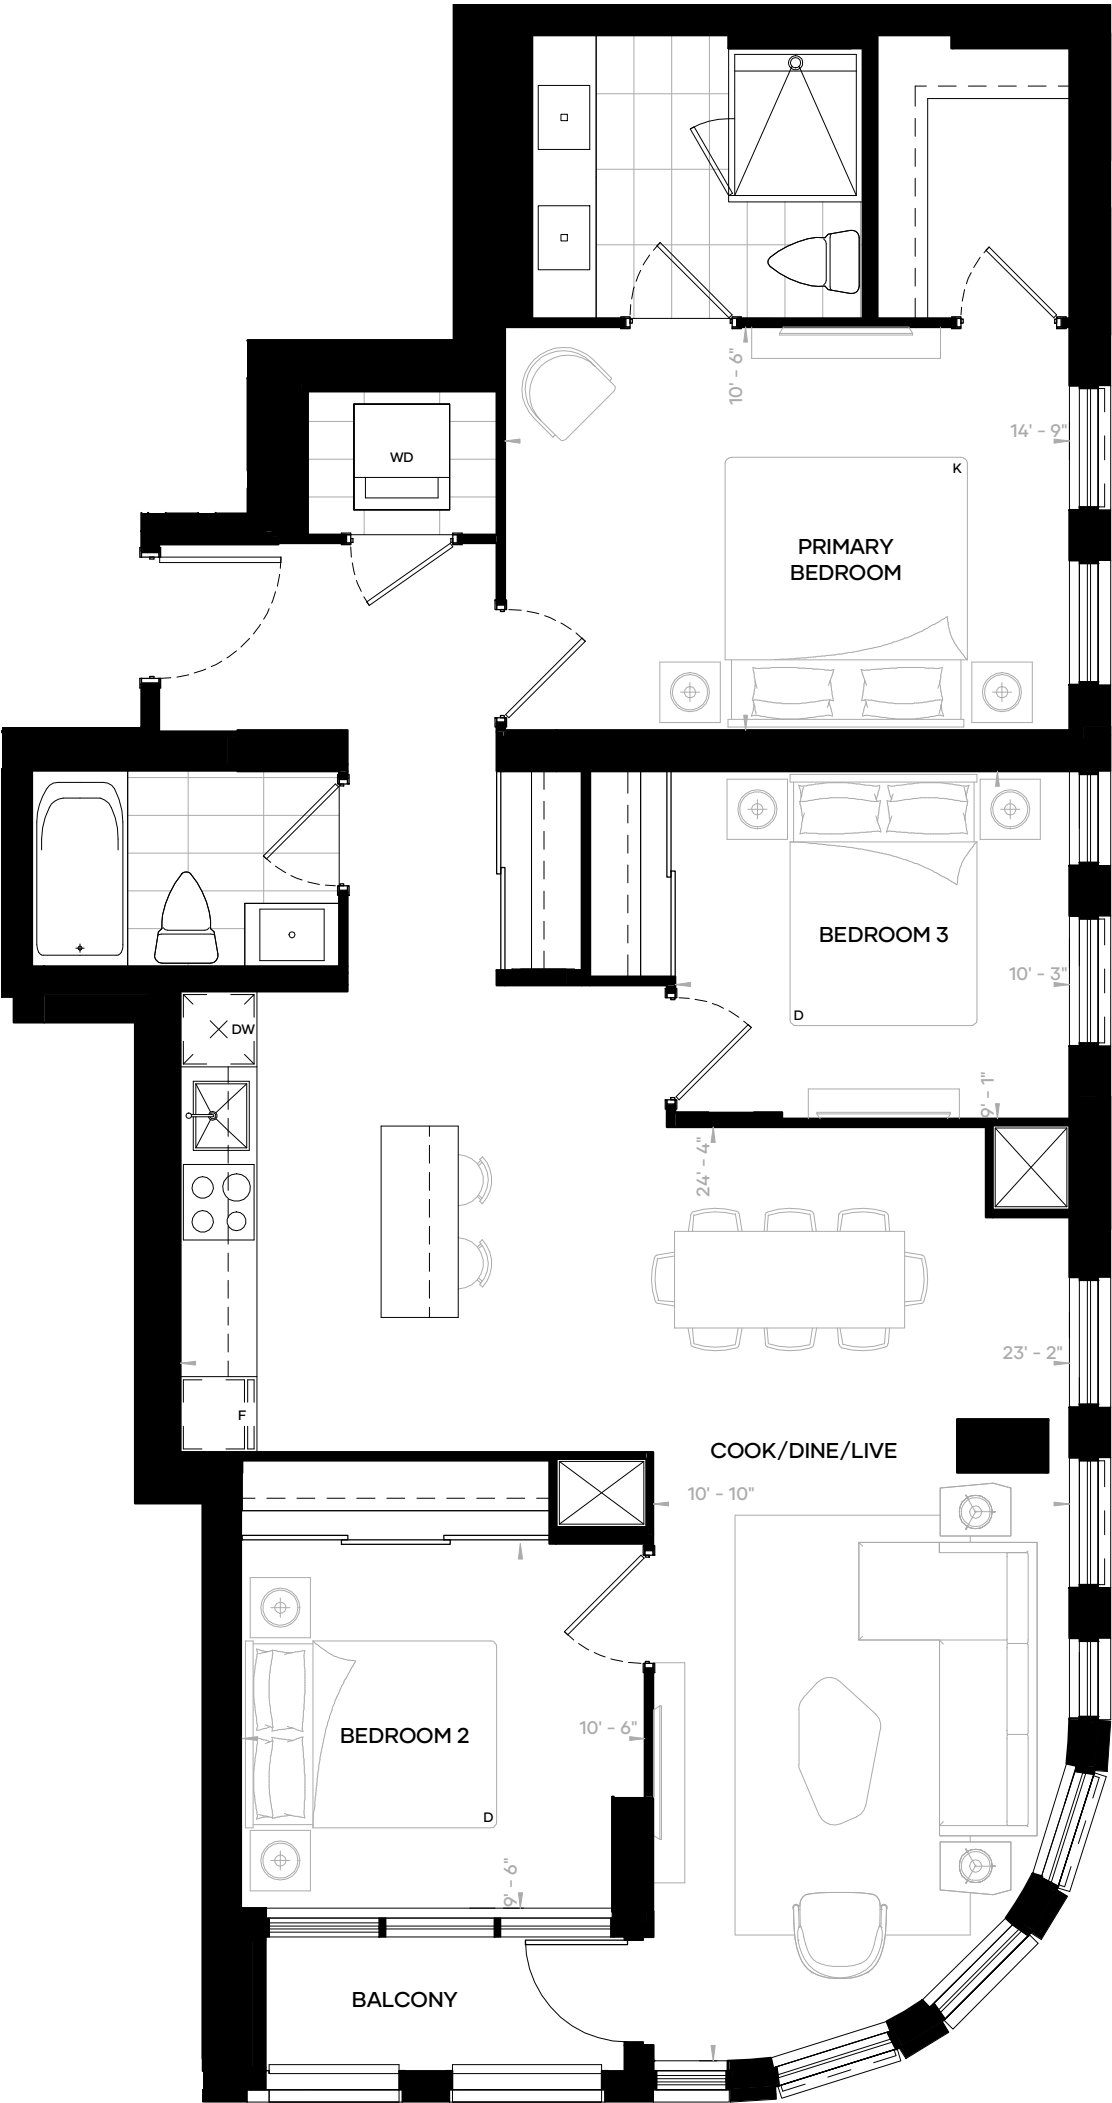 10' - 6"
14' - 9"
WD
K
PRIMARY
BEDROOM
BEDROOM 3
10' - 3"
D
DW
9' - 1"
24' - 4"
23' - 2"
F
COOK/DINE/LIVE
10' - 10"
BEDROOM 2
10' - 6"
D
9' - 6"
BALCONY